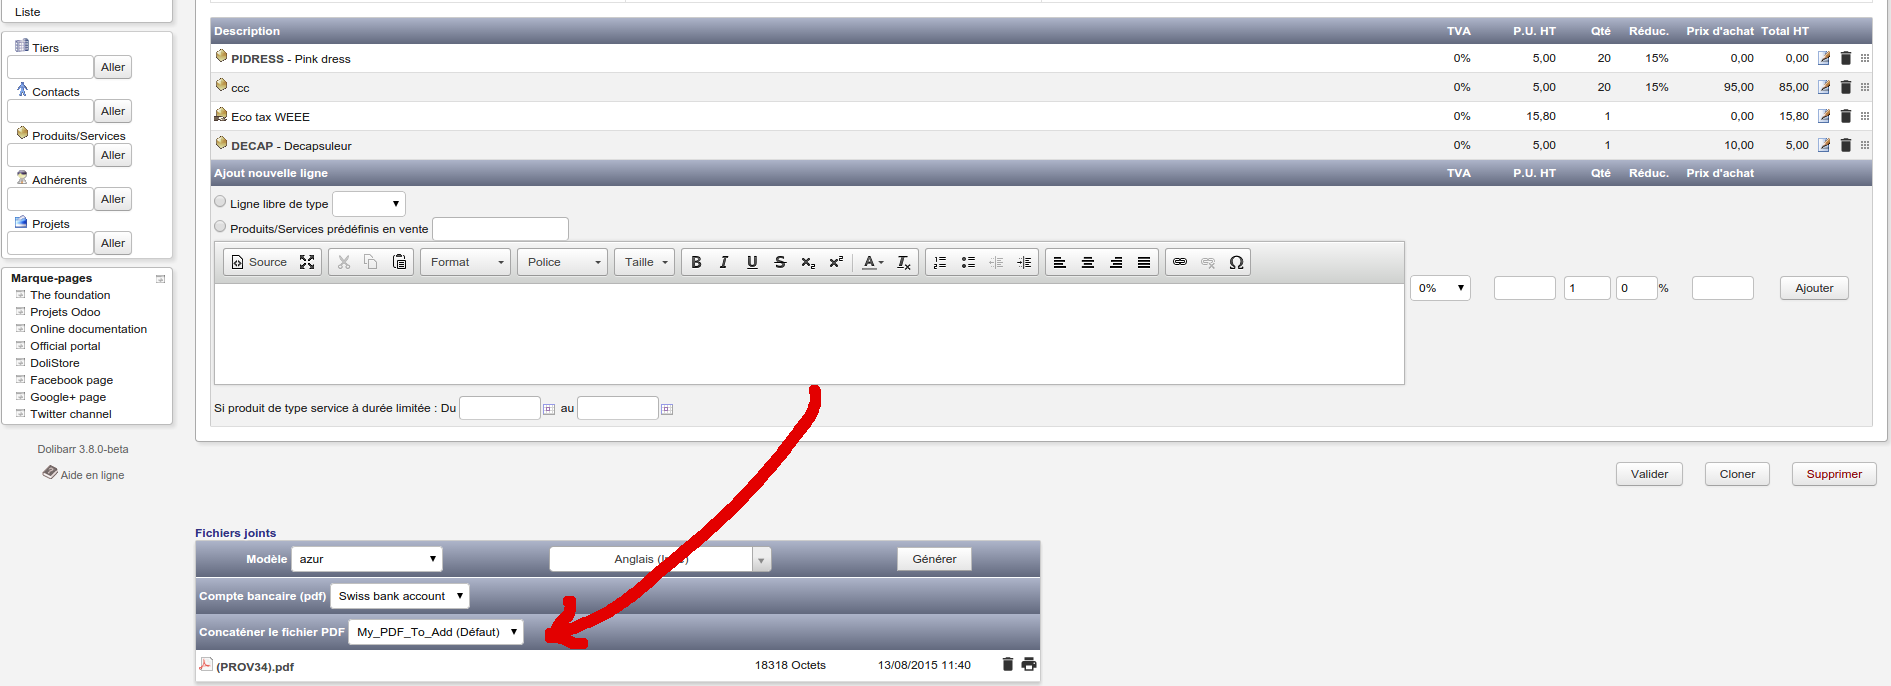 Liste
Tiers
Aller
Contacts
Aller
Produits/Services
Aller
Adhérents
Aller
Projets
Aller
Marque-pages
The foundation
Projets Odoo
Online documentation
Official portal
DoliStore
Facebook page
Google+ page
Twitter channel
Dolibarr 3.8.0-beta
Aide en ligne
Description TVA P.U. HT Qté Réduc. Prix d'achat Total HT
PIDRESS - Pink dress 0% 5,00 20 15% 0,00 0,00
ccc 0% 5,00 20 15% 95,00 85,00
Eco tax WEEE 0% 15,80 1 0,00 15,80
DECAP - Decapsuleur 0% 5,00 1 10,00 5,00
Ajout nouvelle ligne TVA P.U. HT Qté Réduc. Prix d'achat
Ligne libre de type
Produits/Services prédéfinis en vente
Source Format Police Taille
0% 1 0 % Ajouter
Si produit de type service à durée limitée : Du au
Valider Cloner Supprimer
Fichiers joints
Modèle azur Anglais Générer
Compte bancaire (pdf) Swiss bank account
Concaténer le fichier PDF My_PDF_To_Add (Défaut)
(PROV34).pdf 18318 Octets 13/08/2015 11:40